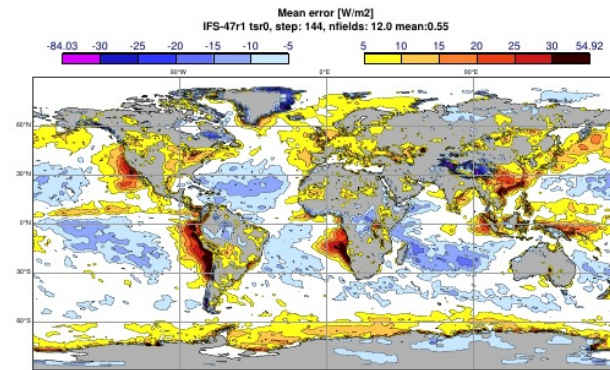 Mean error [W/m2]
IFS-47r1 tsr0, step: 144, nfields: 12.0 mean:0.55
-84.03 -30 -25 -20 -15 -10 -5 5 10 15 20 25 30 54.92
90°W 0°E 90°E
60°N
30°N
0°N
30°S
60°S